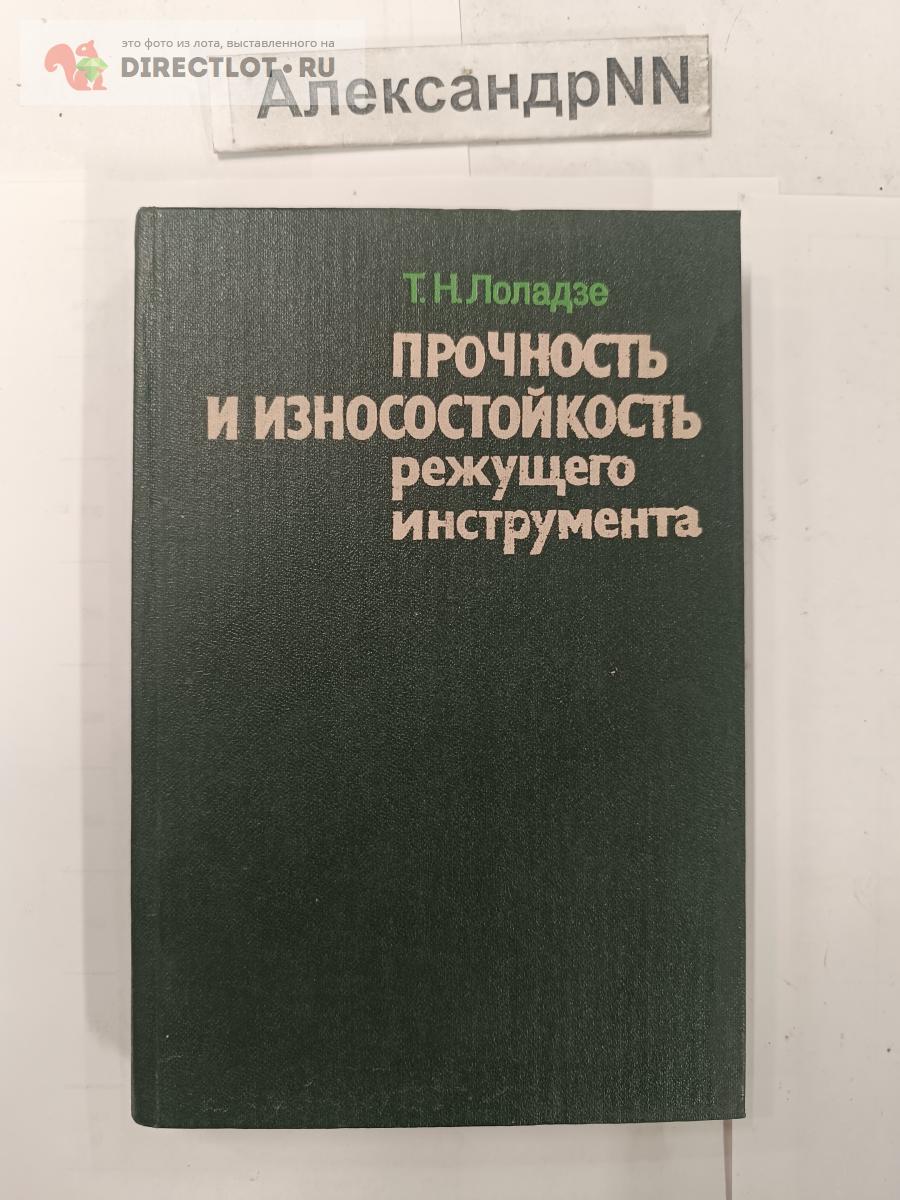 это фото из лота, выставленного на
DIRECTLOT.RU
АлександрNN
Т. Н. Лоладзе
ПРОЧНОСТЬ
И ИЗНОСОСТОЙКОСТЬ
режущего
инструмента